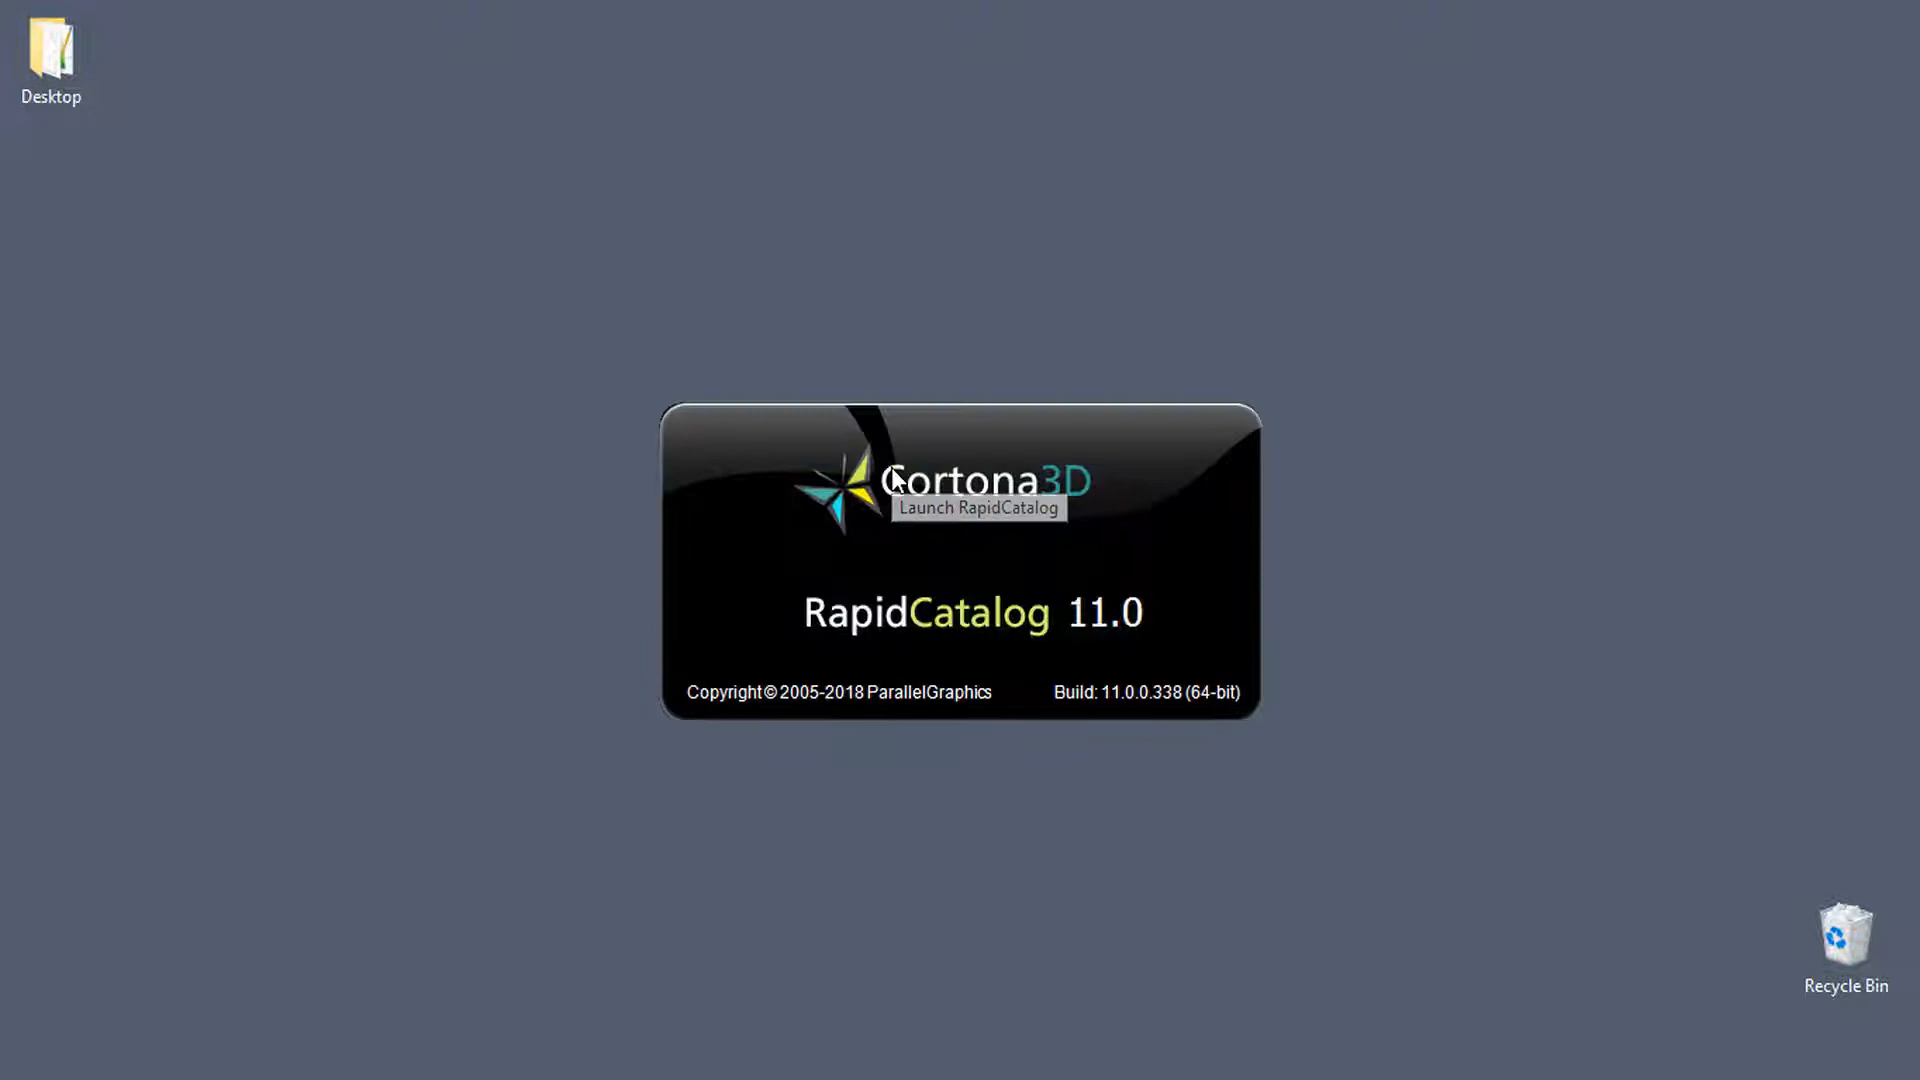 Desktop
Cortona3D
Launch RapidCatalog
RapidCatalog 11.0
Copyright © 2005-2018 ParallelGraphics
Build: 11.0.0.338 (64-bit)
Recycle Bin